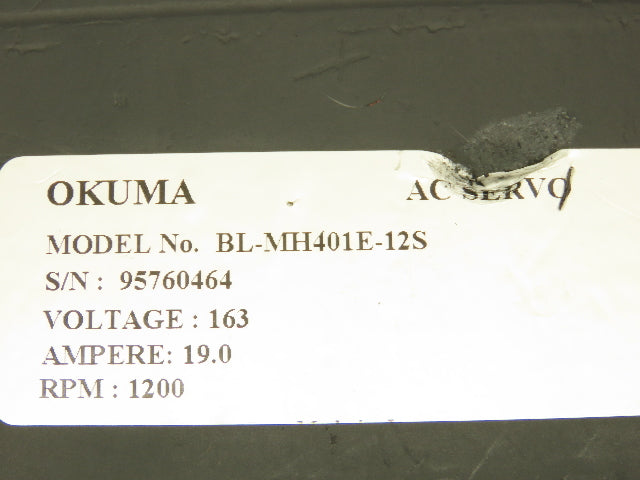 OKUMA AC SERVO
MODEL No. BL-MH401E-12S
S/N : 95760464
VOLTAGE : 163
AMPERE: 19.0
RPM : 1200